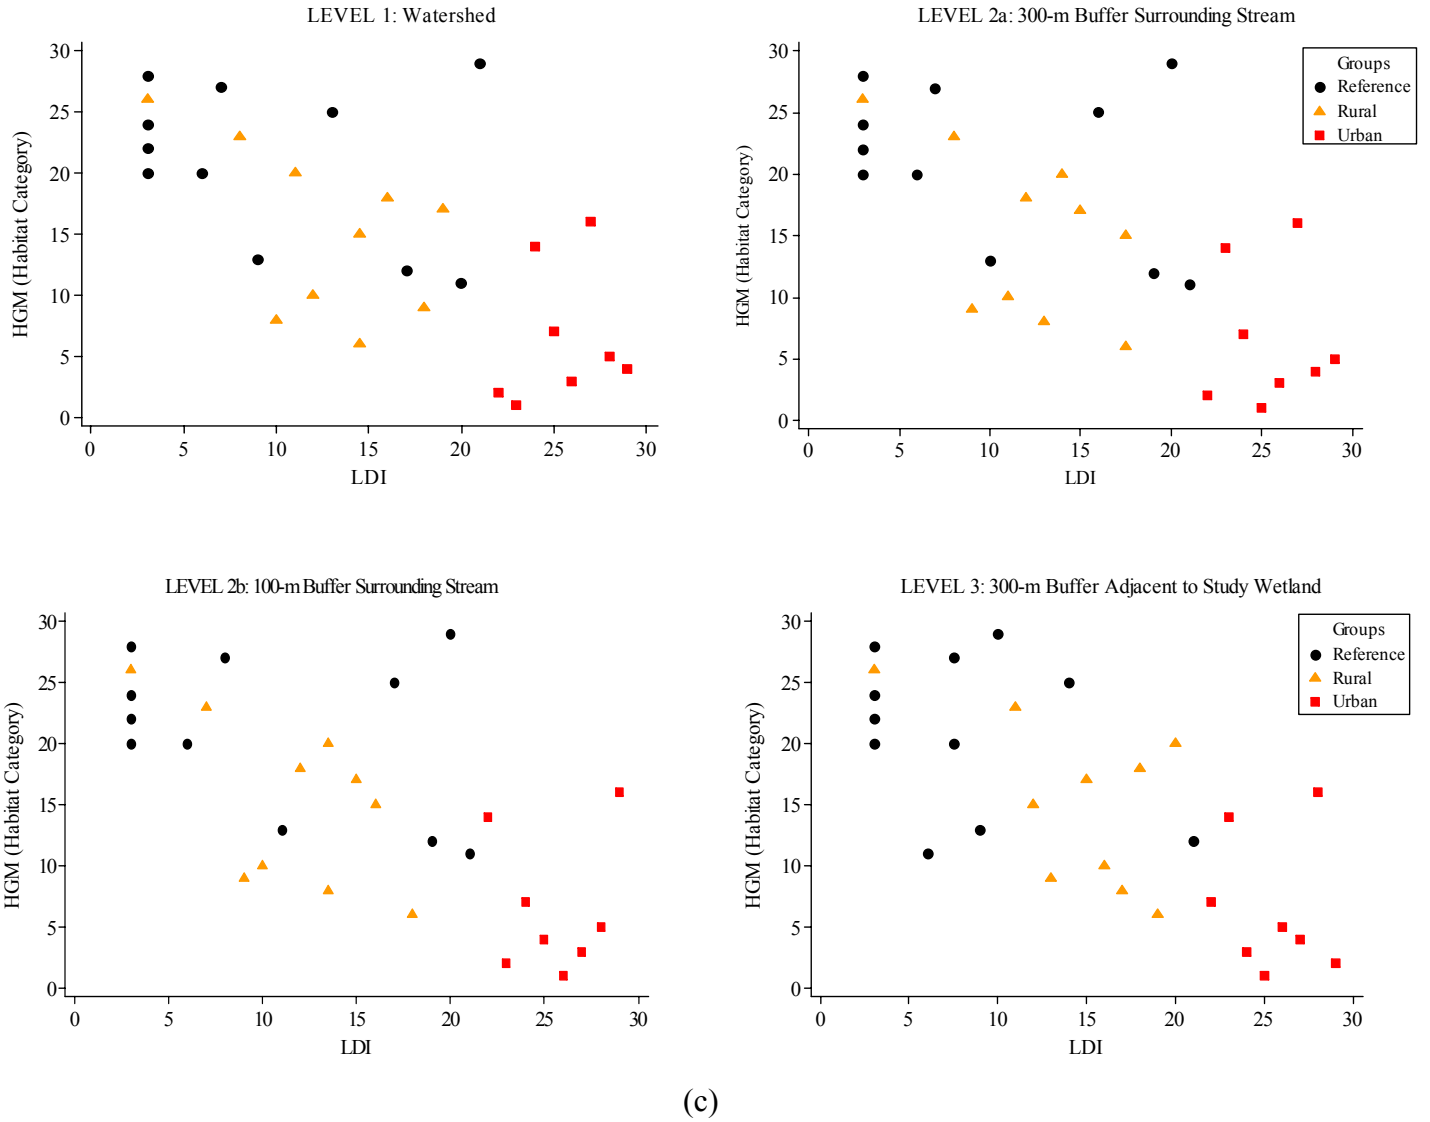 LEVEL 1: Watershed
30
25
20
15
10
5
0
HGM (Habitat Category)
0 5 10 15 20 25 30
LDI
LEVEL 2a: 300-m Buffer Surrounding Stream
30
25
20
15
10
5
0
HGM (Habitat Category)
0 5 10 15 20 25 30
LDI
Groups
Reference
Rural
Urban
LEVEL 2b: 100-m Buffer Surrounding Stream
30
25
20
15
10
5
0
HGM (Habitat Category)
0 5 10 15 20 25 30
LDI
LEVEL 3: 300-m Buffer Adjacent to Study Wetland
30
25
20
15
10
5
0
HGM (Habitat Category)
0 5 10 15 20 25 30
LDI
Groups
Reference
Rural
Urban
(c)